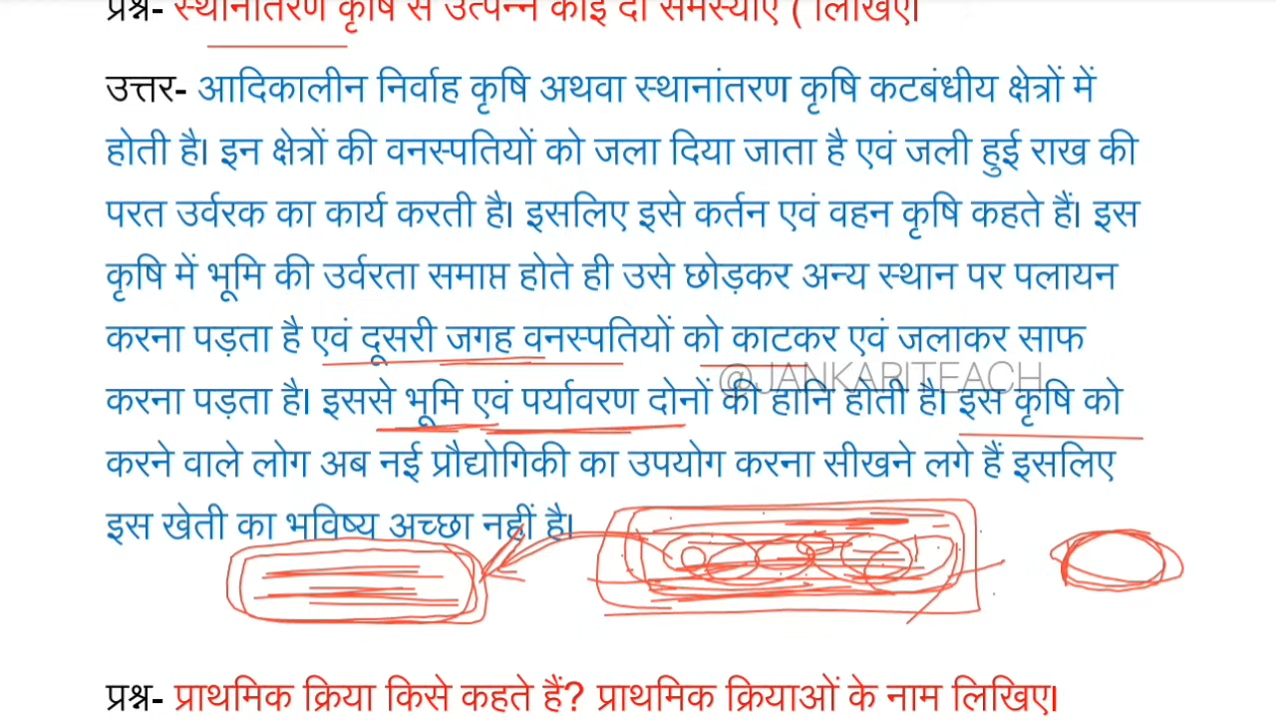 प्रश्न- स्थानांतरण कृषि से उत्पन्न कोई दो समस्याएं ( लिखिए।
उत्तर- आदिकालीन निर्वाह कृषि अथवा स्थानांतरण कृषि कटबंधीय क्षेत्रों में
होती है। इन क्षेत्रों की वनस्पतियों को जला दिया जाता है एवं जली हुई राख की
परत उर्वरक का कार्य करती है। इसलिए इसे कर्तन एवं वहन कृषि कहते हैं। इस
कृषि में भूमि की उर्वरता समाप्त होते ही उसे छोड़कर अन्य स्थान पर पलायन
करना पड़ता है एवं दूसरी जगह वनस्पतियों को काटकर एवं जलाकर साफ
@JANKARITEACH
करना पड़ता है। इससे भूमि एवं पर्यावरण दोनों की हानि होती है। इस कृषि को
करने वाले लोग अब नई प्रौद्योगिकी का उपयोग करना सीखने लगे हैं इसलिए
इस खेती का भविष्य अच्छा नहीं है।
प्रश्न- प्राथमिक क्रिया किसे कहते हैं? प्राथमिक क्रियाओं के नाम लिखिए।